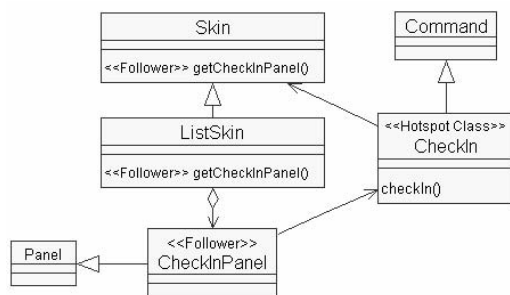 Skin
<<Follower>> getCheckInPanel()
Command
ListSkin
<<Follower>> getCheckInPanel()
<<Hotspot Class>>
CheckIn
checkIn()
Panel
<<Follower>>
CheckInPanel